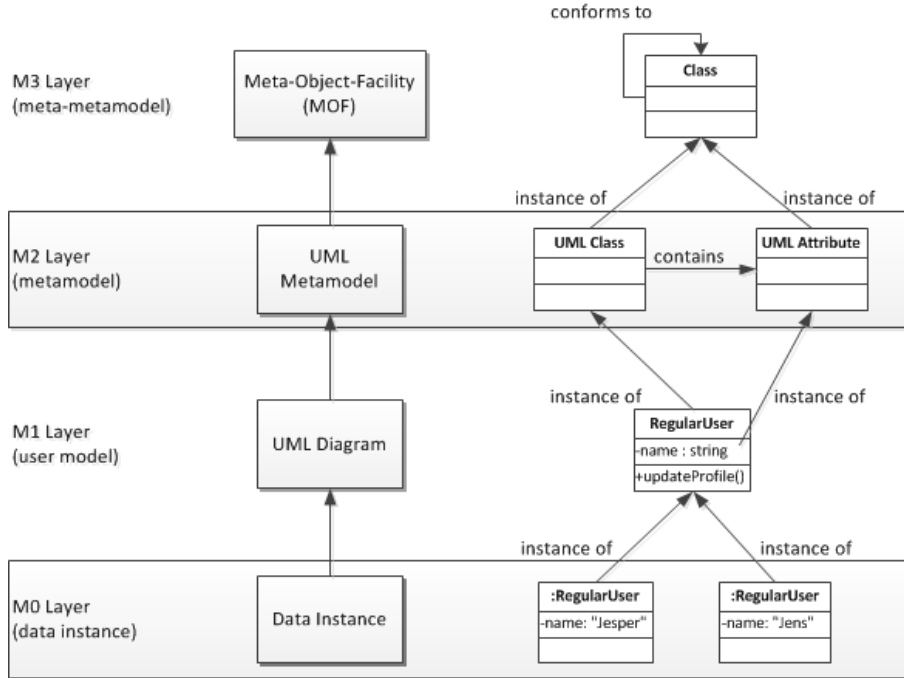 conforms to
M3 Layer
(meta-metamodel)
Meta-Object-Facility
(MOF)
Class
instance of
instance of
M2 Layer
(metamodel)
UML
Metamodel
UML Class
contains
UML Attribute
instance of
instance of
M1 Layer
(user model)
UML Diagram
RegularUser
-name : string
+updateProfile()
instance of
instance of
M0 Layer
(data instance)
Data Instance
:RegularUser
-name: "Jesper"
:RegularUser
-name: "Jens"